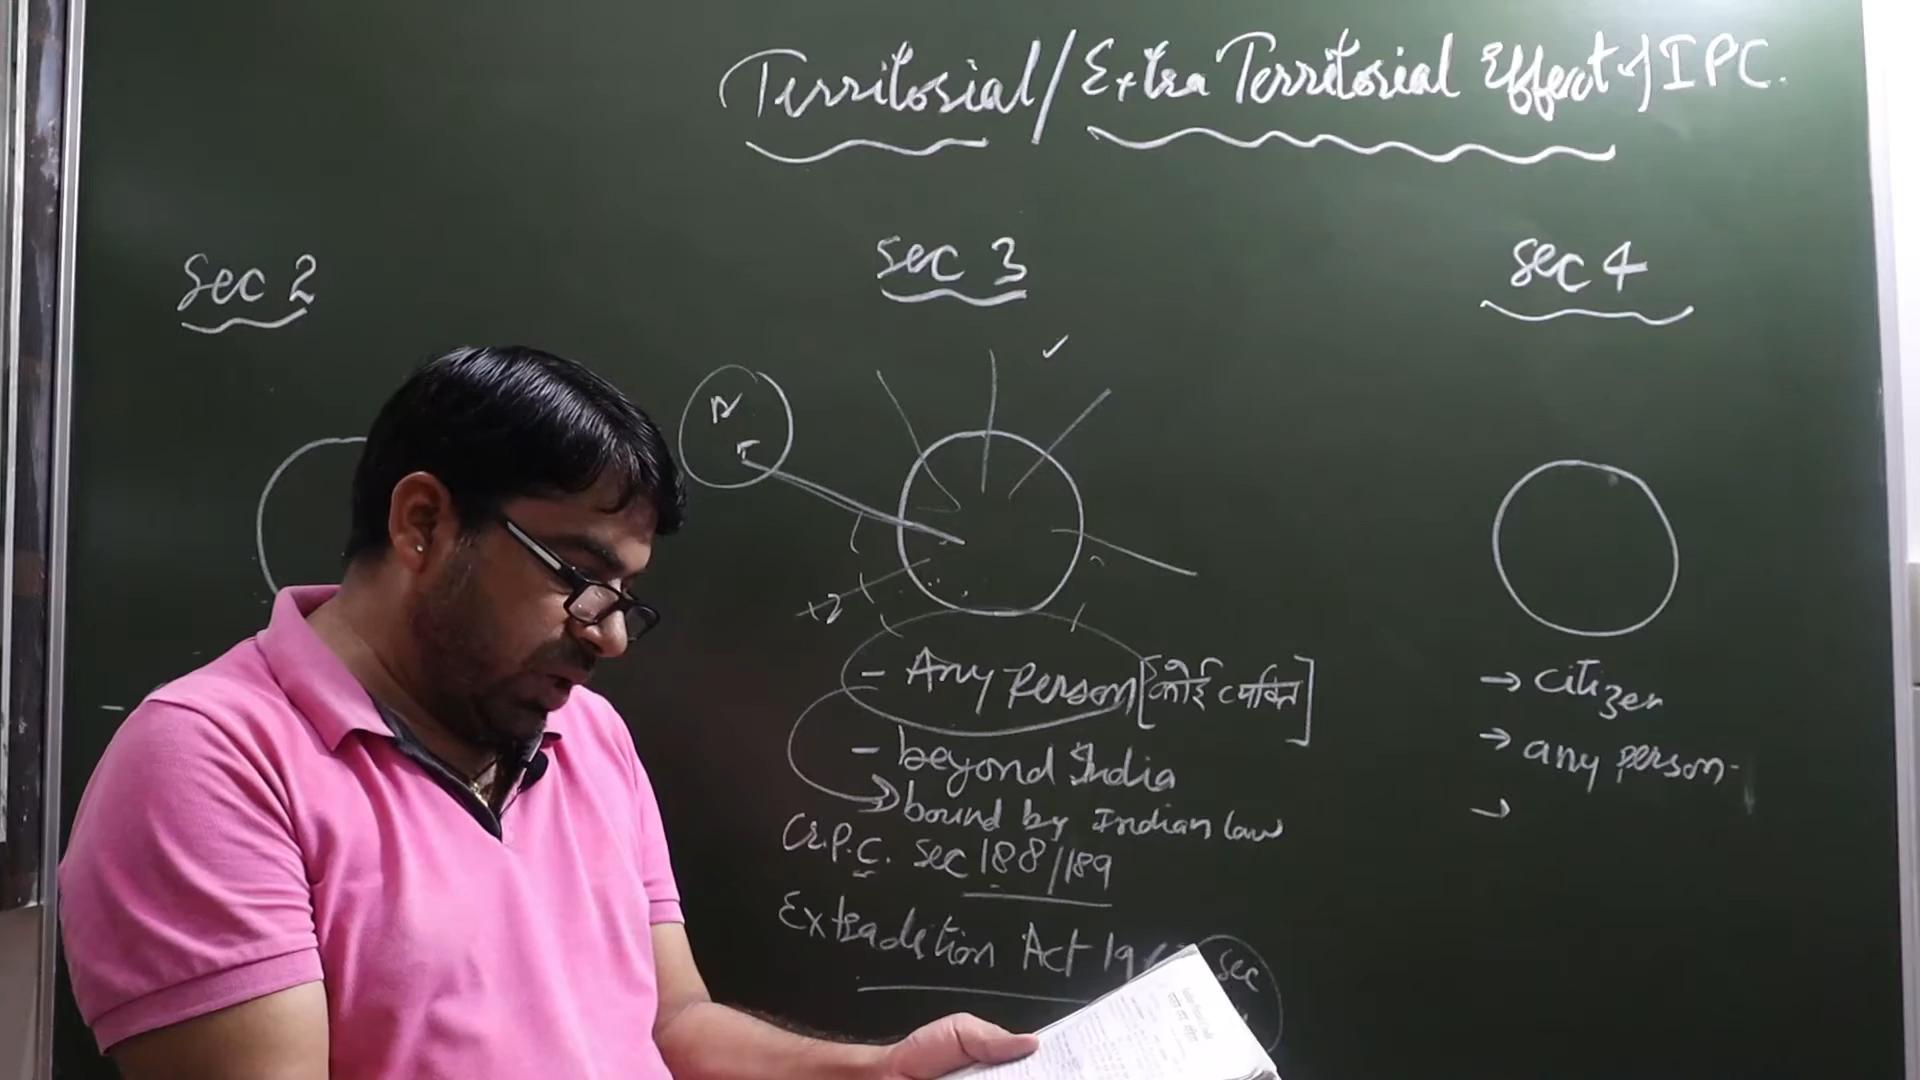 Territorial/Extra Territorial Effect of IPC.
Sec 2
Sec 3
Sec 4
- Any Person [कोई व्यक्ति]
- beyond India
bound by Indian law
Cr.P.C. Sec 188/189
Extradition Act 19 Sec
→ citizen
→ any person-
→